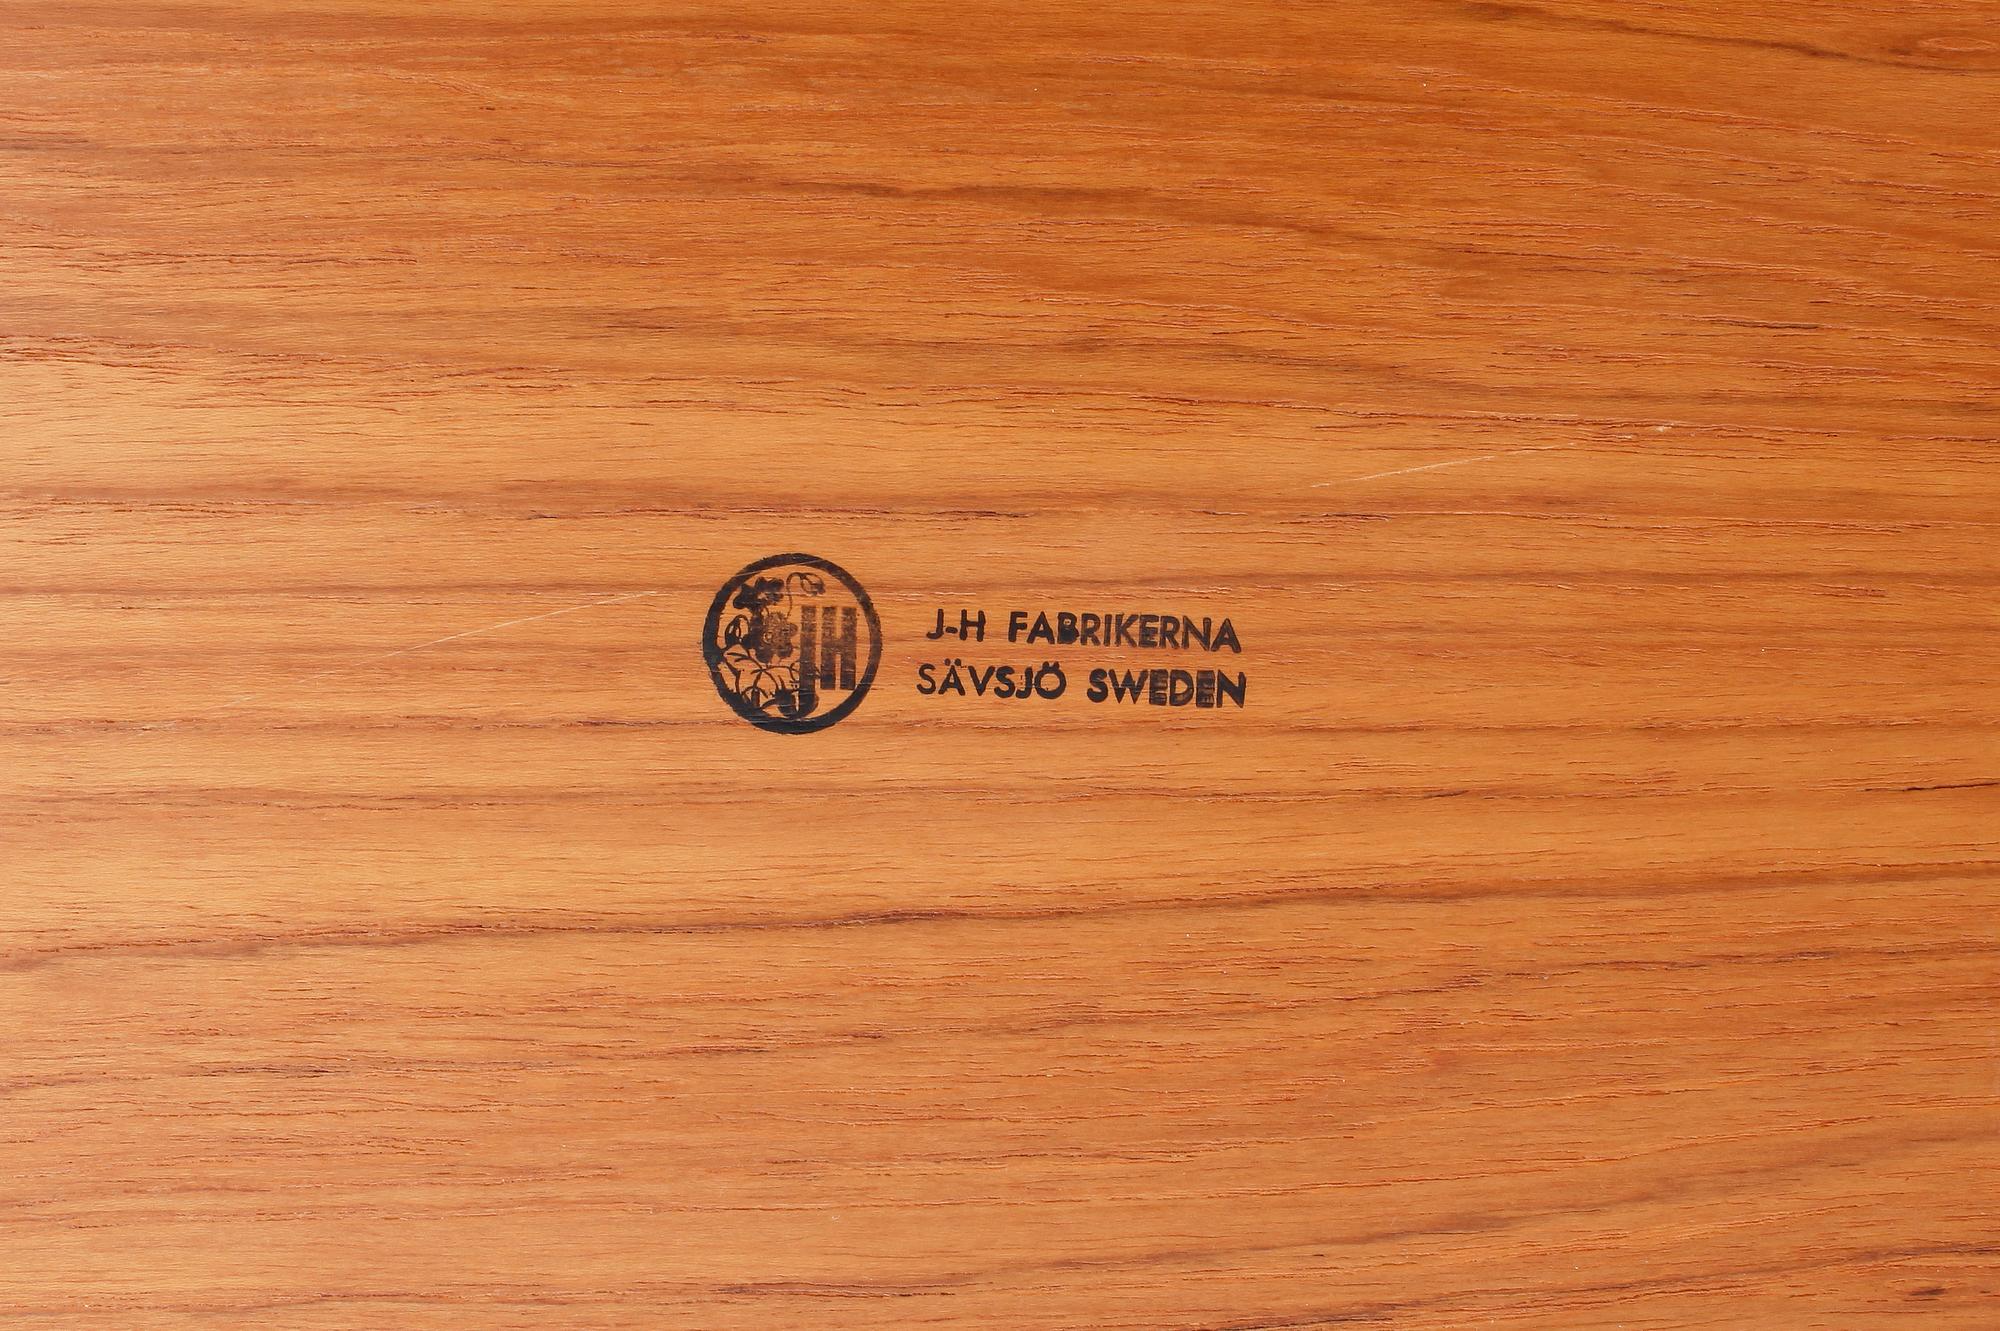 JH
J-H FABRIKERNA
SÄVSJÖ SWEDEN